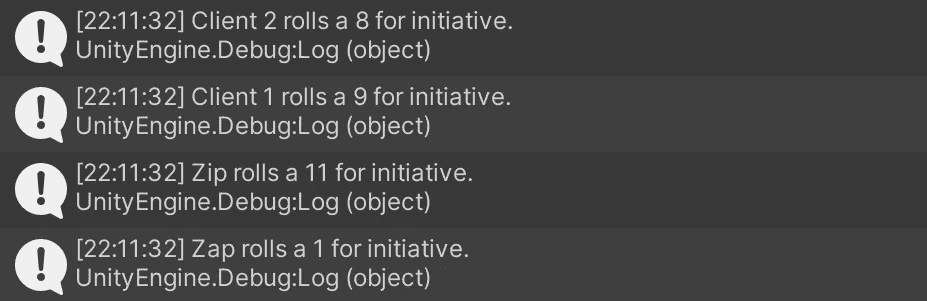 [22:11:32] Client 2 rolls a 8 for initiative.
UnityEngine.Debug:Log (object)
[22:11:32] Client 1 rolls a 9 for initiative.
UnityEngine.Debug:Log (object)
[22:11:32] Zip rolls a 11 for initiative.
UnityEngine.Debug:Log (object)
[22:11:32] Zap rolls a 1 for initiative.
UnityEngine.Debug:Log (object)